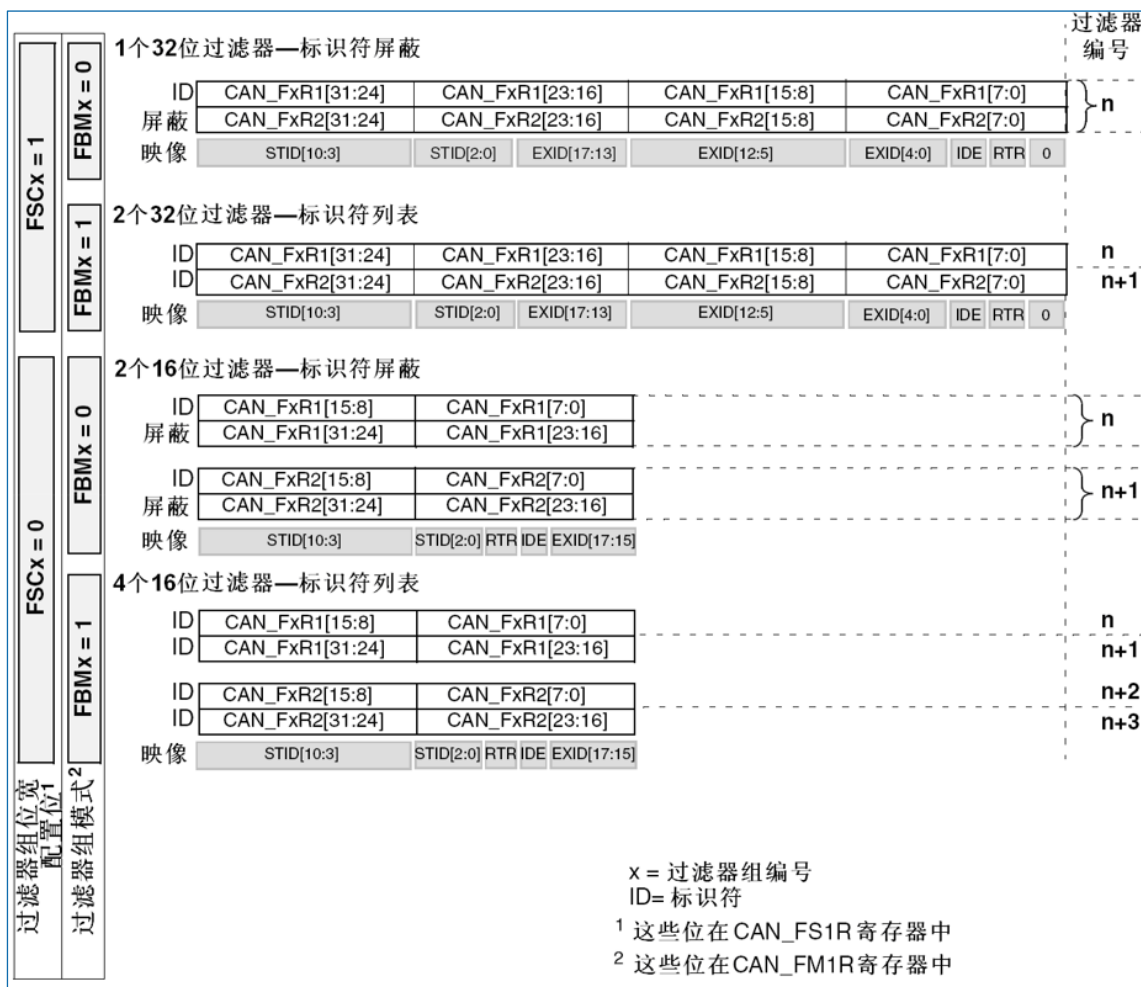 过滤器
编号
1个32位过滤器—标识符屏蔽
FSCx = 1
FBMx = 0
ID CAN_FxR1[31:24] CAN_FxR1[23:16] CAN_FxR1[15:8] CAN_FxR1[7:0] n
屏蔽 CAN_FxR2[31:24] CAN_FxR2[23:16] CAN_FxR2[15:8] CAN_FxR2[7:0]
映像 STID[10:3] STID[2:0] EXID[17:13] EXID[12:5] EXID[4:0] IDE RTR 0
2个32位过滤器—标识符列表
FBMx = 1
ID CAN_FxR1[31:24] CAN_FxR1[23:16] CAN_FxR1[15:8] CAN_FxR1[7:0] n
ID CAN_FxR2[31:24] CAN_FxR2[23:16] CAN_FxR2[15:8] CAN_FxR2[7:0] n+1
映像 STID[10:3] STID[2:0] EXID[17:13] EXID[12:5] EXID[4:0] IDE RTR 0
2个16位过滤器—标识符屏蔽
FSCx = 0
FBMx = 0
ID CAN_FxR1[15:8] CAN_FxR1[7:0] n
屏蔽 CAN_FxR1[31:24] CAN_FxR1[23:16]
ID CAN_FxR2[15:8] CAN_FxR2[7:0] n+1
屏蔽 CAN_FxR2[31:24] CAN_FxR2[23:16]
映像 STID[10:3] STID[2:0] RTR IDE EXID[17:15]
4个16位过滤器—标识符列表
FBMx = 1
ID CAN_FxR1[15:8] CAN_FxR1[7:0] n
ID CAN_FxR1[31:24] CAN_FxR1[23:16] n+1
ID CAN_FxR2[15:8] CAN_FxR2[7:0] n+2
ID CAN_FxR2[31:24] CAN_FxR2[23:16] n+3
映像 STID[10:3] STID[2:0] RTR IDE EXID[17:15]
过滤器组位宽
配置位1
过滤器组模式2
x = 过滤器组编号
ID= 标识符
1 这些位在CAN_FS1R寄存器中
2 这些位在CAN_FM1R寄存器中